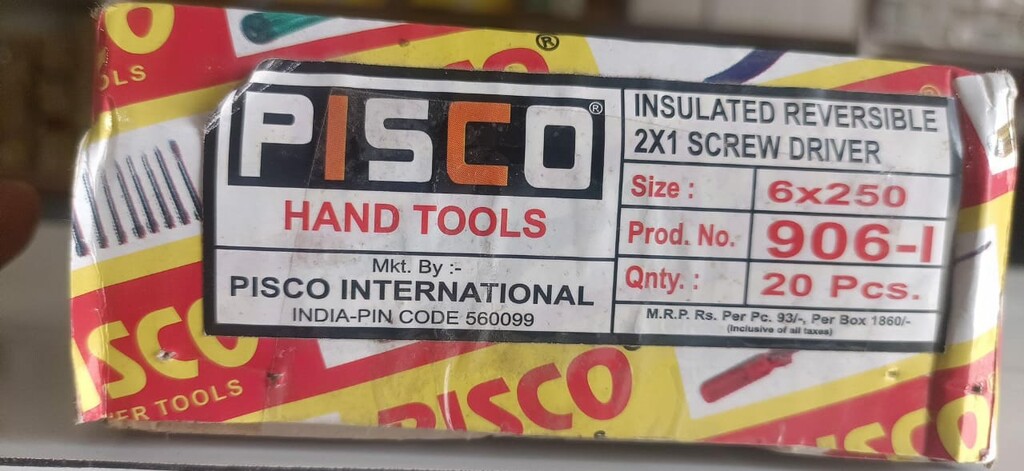 OLS
®
PISCO®
HAND TOOLS
Mkt. By :-
PISCO INTERNATIONAL
INDIA-PIN CODE 560099
INSULATED REVERSIBLE
2X1 SCREW DRIVER
Size : 6x250
Prod. No. 906-I
Qnty. : 20 Pcs.
M.R.P. Rs. Per Pc. 93/-, Per Box 1860/-
(Inclusive of all taxes)
SCO
ER TOOLS
PISCO®
ISCO